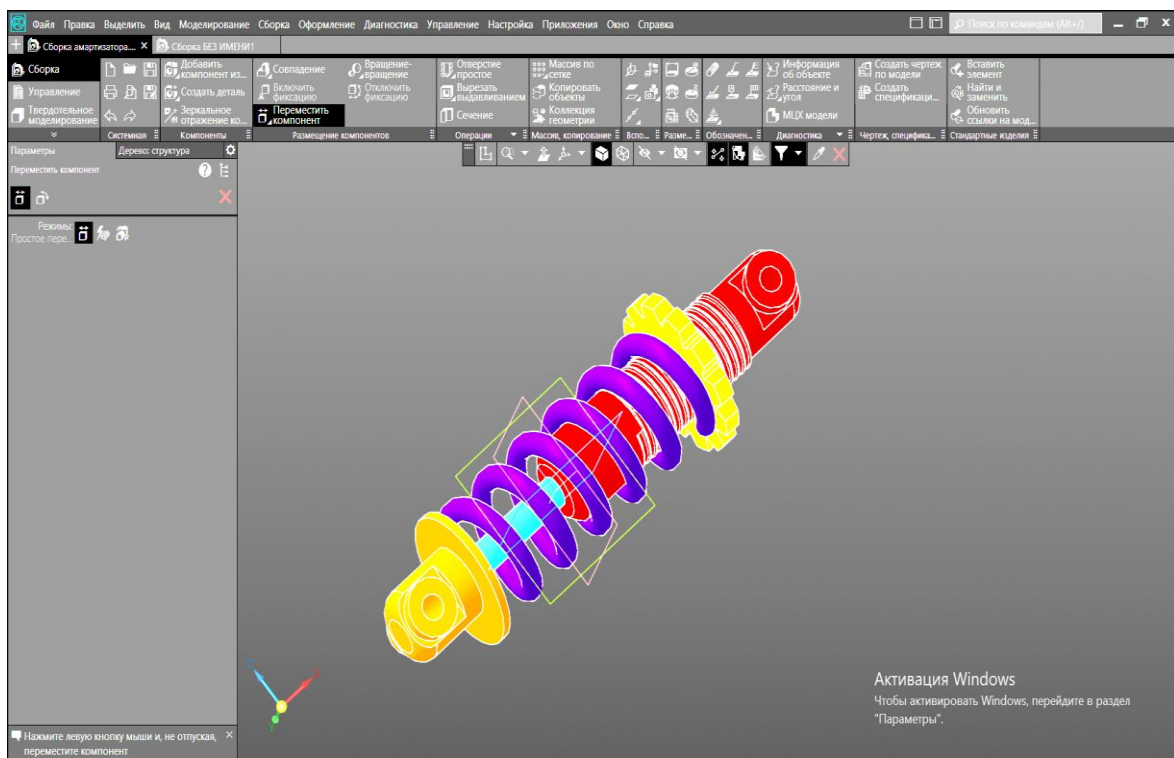 Файл Правка Выделить Вид Моделирование Сборка Оформление Диагностика Управление Настройка Приложения Окно Справка
Поиск по командам (Alt+/)
Сборка амартизатора...
Сборка БЕЗ ИМЕНИ1
Сборка
Управление
Твердотельное
моделирование
Системная
Добавить
компонент из...
Создать деталь
Зеркальное
отражение ко...
Компоненты
Совпадение
Включить
фиксацию
Переместить
компонент
Вращение-
вращение
Отключить
фиксацию
Размещение компонентов
Отверстие
простое
Вырезать
выдавливанием
Сечение
Операции
Массив по
сетке
Копировать
объекты
Коллекция
геометрии
Массив, копирование
Вспо...
Разме...
Обозначен...
Информация
об объекте
Расстояние и
угол
МЦХ модели
Диагностика
Создать чертеж
по модели
Создать
спецификаци...
Чертеж, специфика...
Вставить
элемент
Найти и
заменить
Обновить
ссылки на мод...
Стандартные изделия
Параметры
Дерево: структура
Переместить компонент
Режимы:
Простое пере...
Активация Windows
Чтобы активировать Windows, перейдите в раздел
"Параметры".
Нажмите левую кнопку мыши и, не отпуская,
переместите компонент